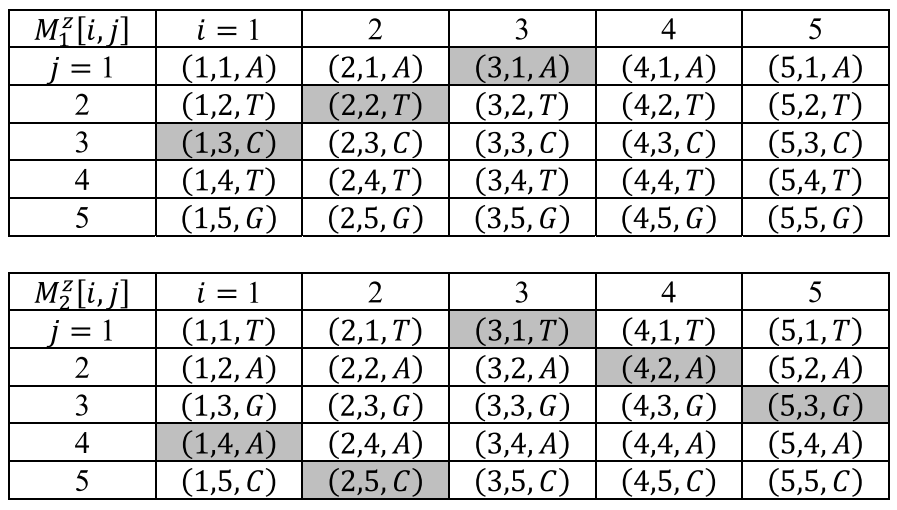 M₁ᶻ[i,j] i = 1 2 3 4 5
j = 1 (1,1,A) (2,1,A) (3,1,A) (4,1,A) (5,1,A)
2 (1,2,T) (2,2,T) (3,2,T) (4,2,T) (5,2,T)
3 (1,3,C) (2,3,C) (3,3,C) (4,3,C) (5,3,C)
4 (1,4,T) (2,4,T) (3,4,T) (4,4,T) (5,4,T)
5 (1,5,G) (2,5,G) (3,5,G) (4,5,G) (5,5,G)
M₂ᶻ[i,j] i = 1 2 3 4 5
j = 1 (1,1,T) (2,1,T) (3,1,T) (4,1,T) (5,1,T)
2 (1,2,A) (2,2,A) (3,2,A) (4,2,A) (5,2,A)
3 (1,3,G) (2,3,G) (3,3,G) (4,3,G) (5,3,G)
4 (1,4,A) (2,4,A) (3,4,A) (4,4,A) (5,4,A)
5 (1,5,C) (2,5,C) (3,5,C) (4,5,C) (5,5,C)